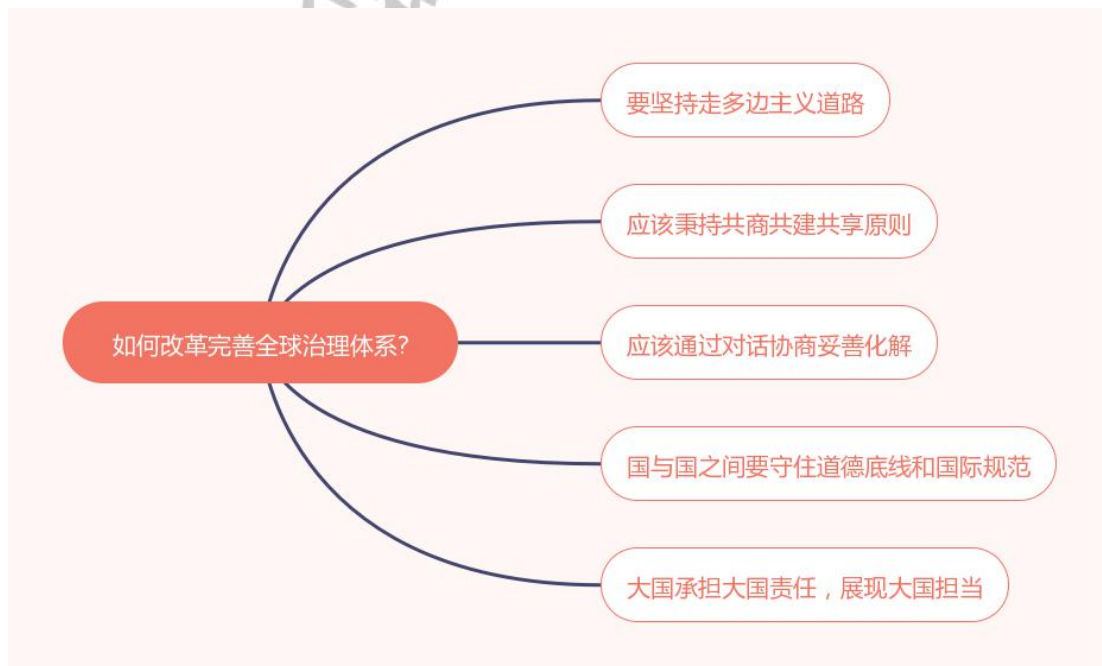 要坚持走多边主义道路
应该秉持共商共建共享原则
如何改革完善全球治理体系?
应该通过对话协商妥善化解
国与国之间要守住道德底线和国际规范
大国承担大国责任，展现大国担当